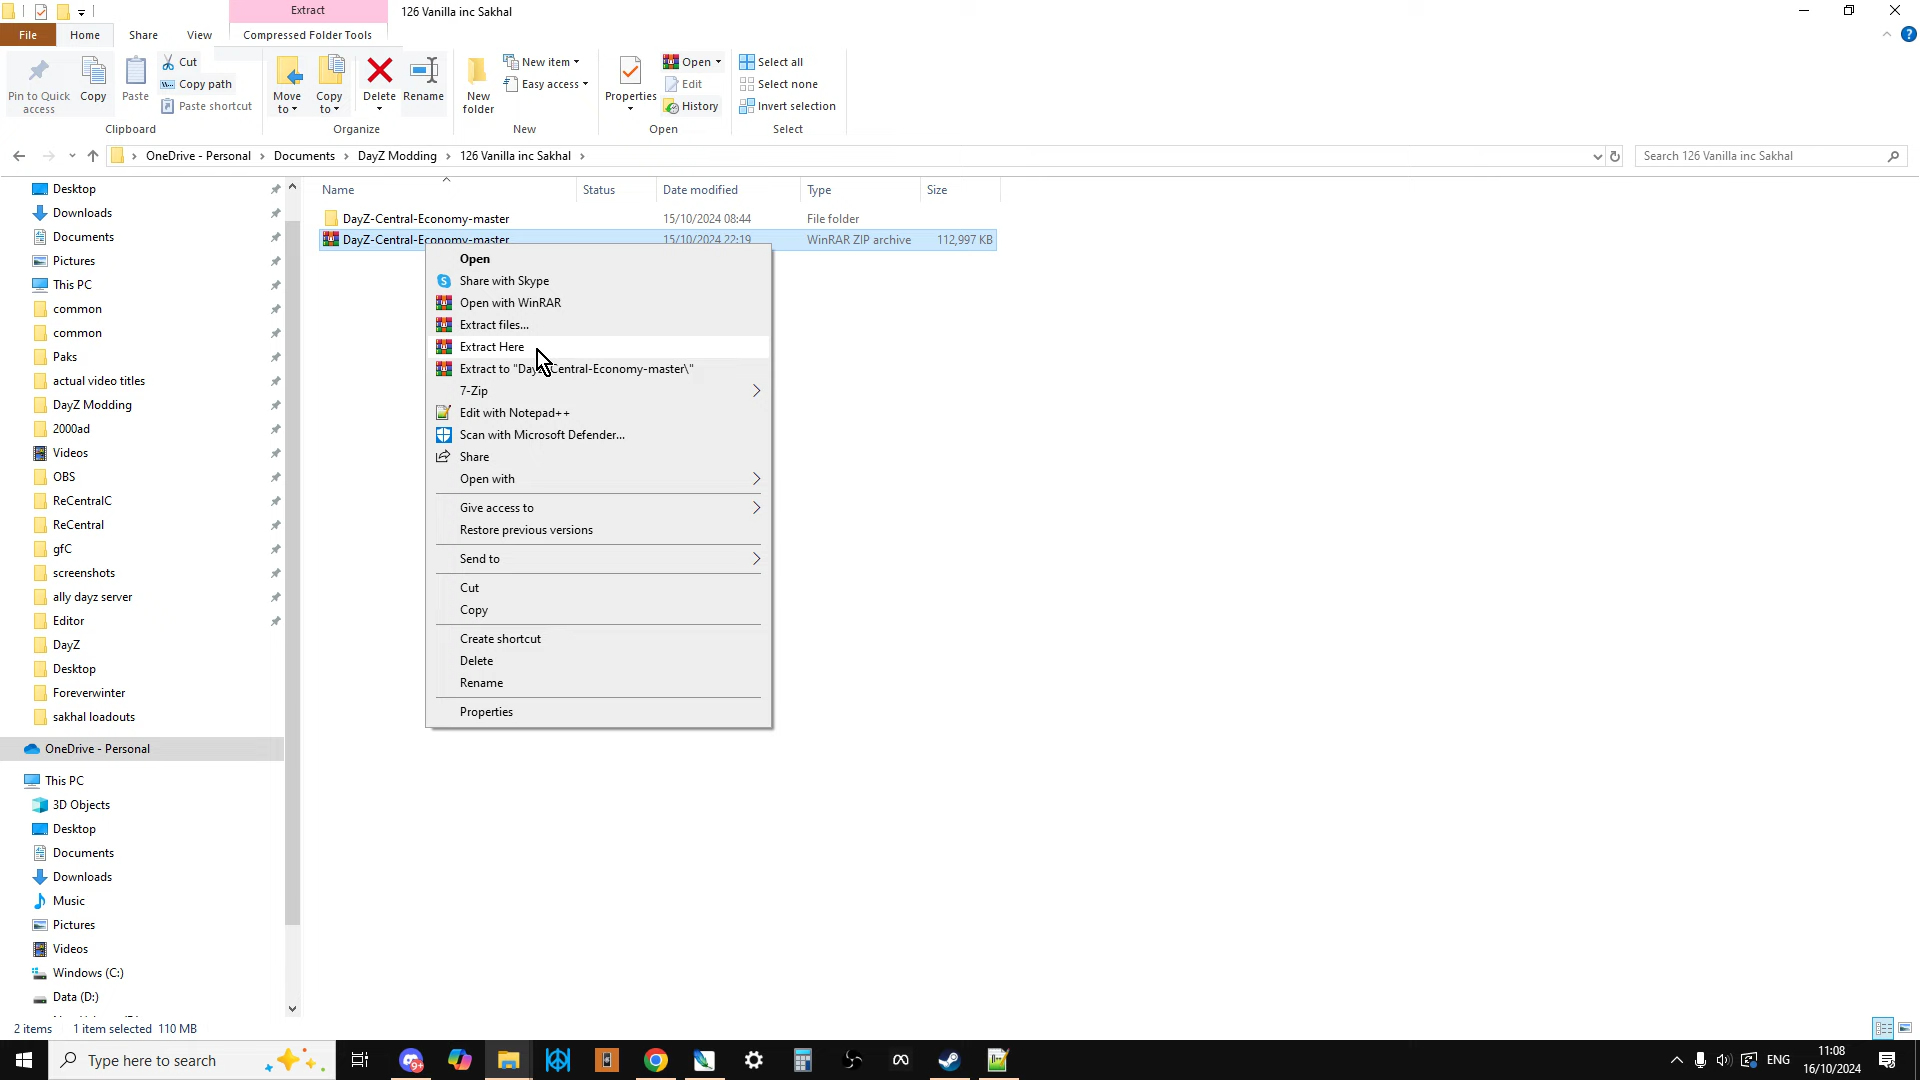 Extract
126 Vanilla inc Sakhal
File
Home
Share
View
Compressed Folder Tools
Pin to Quick access
Copy
Paste
Cut
Copy path
Paste shortcut
Move to
Copy to
Delete
Rename
New folder
New item
Easy access
Properties
Open
Edit
History
Select all
Select none
Invert selection
Clipboard
Organize
New
Open
Select
OneDrive - Personal
Documents
DayZ Modding
126 Vanilla inc Sakhal
Search 126 Vanilla inc Sakhal
Name
Status
Date modified
Type
Size
DayZ-Central-Economy-master 15/10/2024 08:44 File folder
DayZ-Central-Economy-master 15/10/2024 22:19 WinRAR ZIP archive 112,997 KB
Open
Share with Skype
Open with WinRAR
Extract files...
Extract Here
Extract to "DayZ-Central-Economy-master\"
7-Zip
Edit with Notepad++
Scan with Microsoft Defender...
Share
Open with
Give access to
Restore previous versions
Send to
Cut
Copy
Create shortcut
Delete
Rename
Properties
Desktop
Downloads
Documents
Pictures
This PC
common
common
Paks
actual video titles
DayZ Modding
2000ad
Videos
OBS
ReCentralC
ReCentral
gfC
screenshots
ally dayz server
Editor
DayZ
Desktop
Foreverwinter
sakhal loadouts
OneDrive - Personal
This PC
3D Objects
Desktop
Documents
Downloads
Music
Pictures
Videos
Windows (C:)
Data (D:)
2 items
1 item selected 110 MB
Type here to search
ENG
11:08
16/10/2024